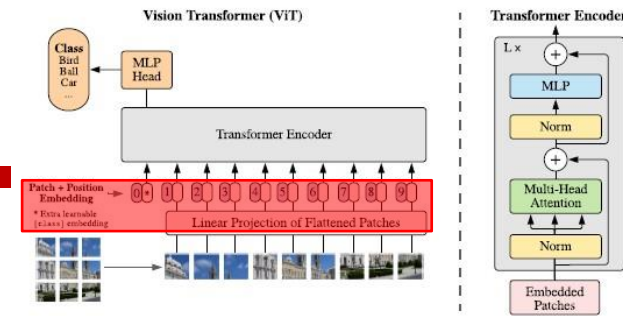 Vision Transformer (ViT)
Class
Bird
Ball
Car
...
MLP
Head
Transformer Encoder
Patch + Position
Embedding
* Extra learnable
[class] embedding
0 * 1 2 3 4 5 6 7 8 9
Linear Projection of Flattened Patches
Transformer Encoder
L x
+
MLP
Norm
+
Multi-Head
Attention
Norm
Embedded
Patches